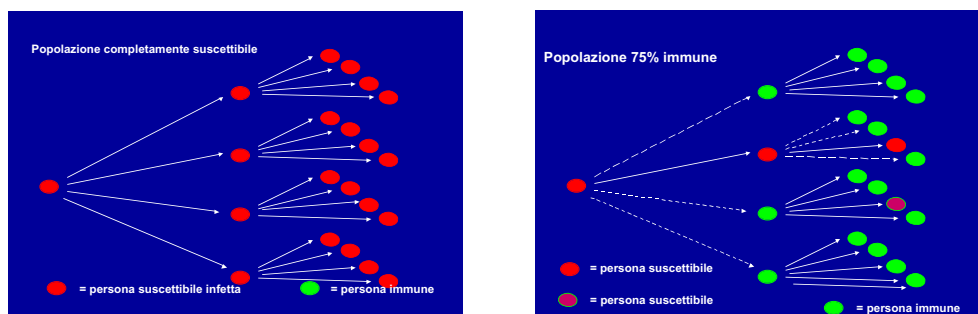 Popolazione completamente suscettibile
= persona suscettibile infetta
= persona immune
Popolazione 75% immune
= persona suscettibile
= persona suscettibile
= persona immune